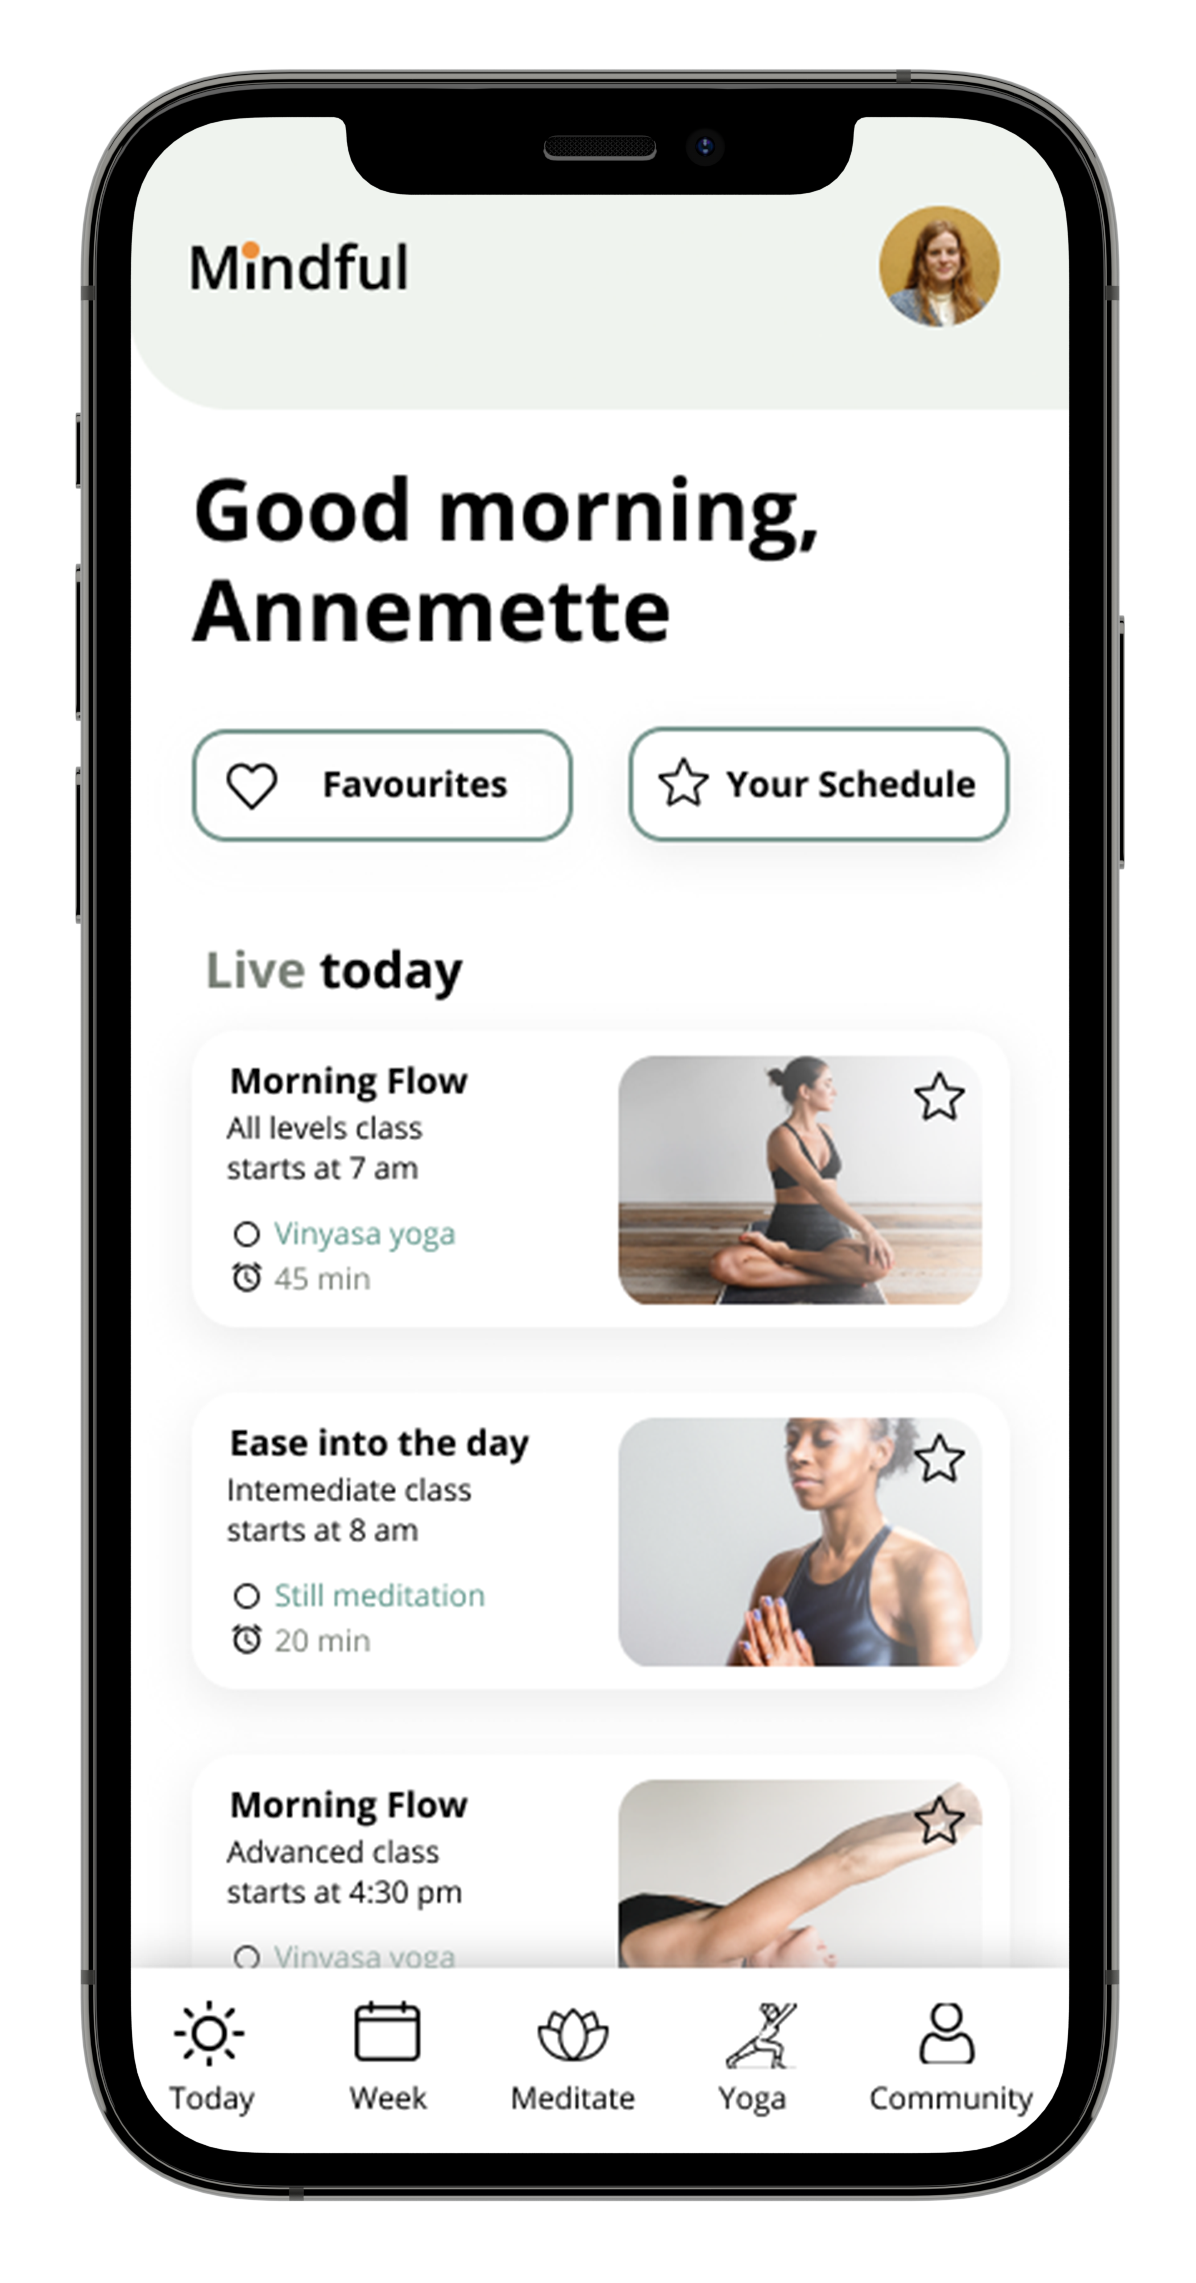 Mindful
Good morning,
Annemette
Favourites
Your Schedule
Live today
Morning Flow
All levels class
starts at 7 am
Vinyasa yoga
45 min
Ease into the day
Intemediate class
starts at 8 am
Still meditation
20 min
Morning Flow
Advanced class
starts at 4:30 pm
Vinyasa yoga
Today
Week
Meditate
Yoga
Community